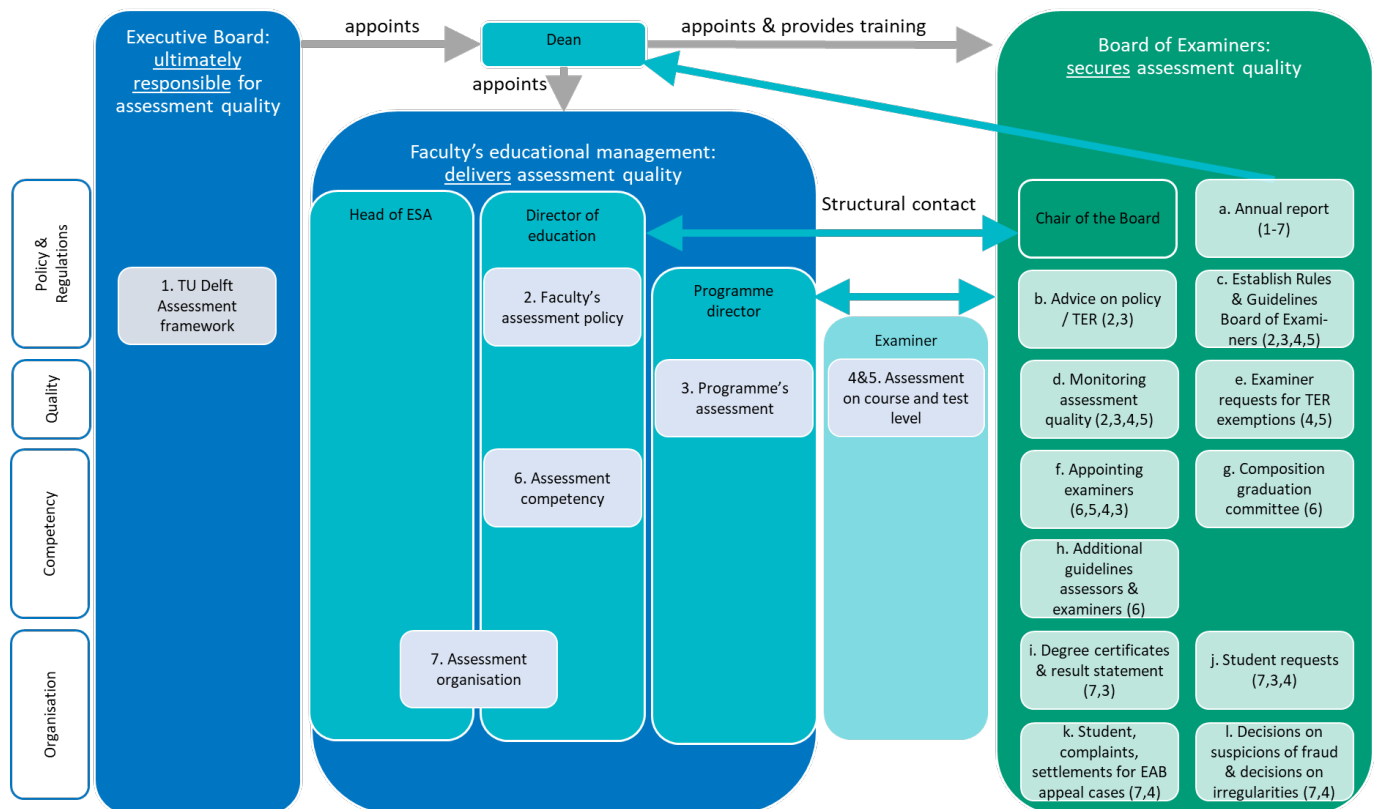 Executive Board:
ultimately
responsible for
assessment quality
appoints
Dean
appoints & provides training
appoints
Board of Examiners:
secures assessment quality
Faculty's educational management:
delivers assessment quality
Policy &
Regulations
Quality
Competency
Organisation
1. TU Delft
Assessment
framework
Head of ESA
Director of
education
2. Faculty's
assessment policy
6. Assessment
competency
7. Assessment
organisation
Programme
director
3. Programme's
assessment
Structural contact
Examiner
4&5. Assessment
on course and test
level
Chair of the Board
a. Annual report
(1-7)
b. Advice on policy
/ TER (2,3)
c. Establish Rules
& Guidelines
Board of Exami-
ners (2,3,4,5)
d. Monitoring
assessment
quality (2,3,4,5)
e. Examiner
requests for TER
exemptions (4,5)
f. Appointing
examiners
(6,5,4,3)
g. Composition
graduation
committee (6)
h. Additional
guidelines
assessors &
examiners (6)
i. Degree certificates
& result statement
(7,3)
j. Student requests
(7,3,4)
k. Student,
complaints,
settlements for EAB
appeal cases (7,4)
l. Decisions on
suspicions of fraud
& decisions on
irregularities (7,4)